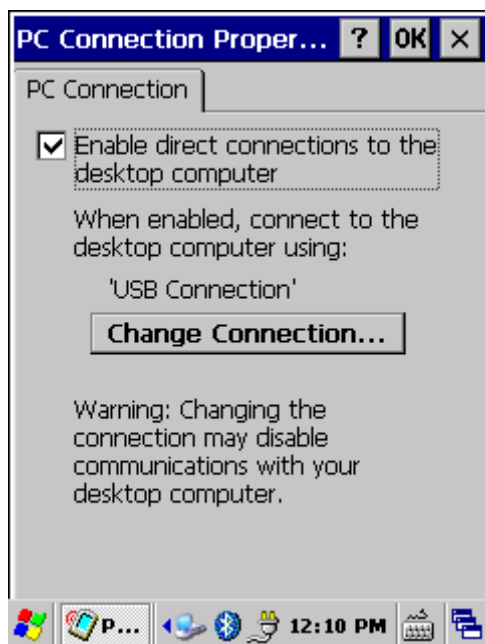 PC Connection Proper... ? OK ×
PC Connection
Enable direct connections to the
desktop computer
When enabled, connect to the
desktop computer using:
'USB Connection'
Change Connection...
Warning: Changing the
connection may disable
communications with your
desktop computer.
P... 12:10 PM